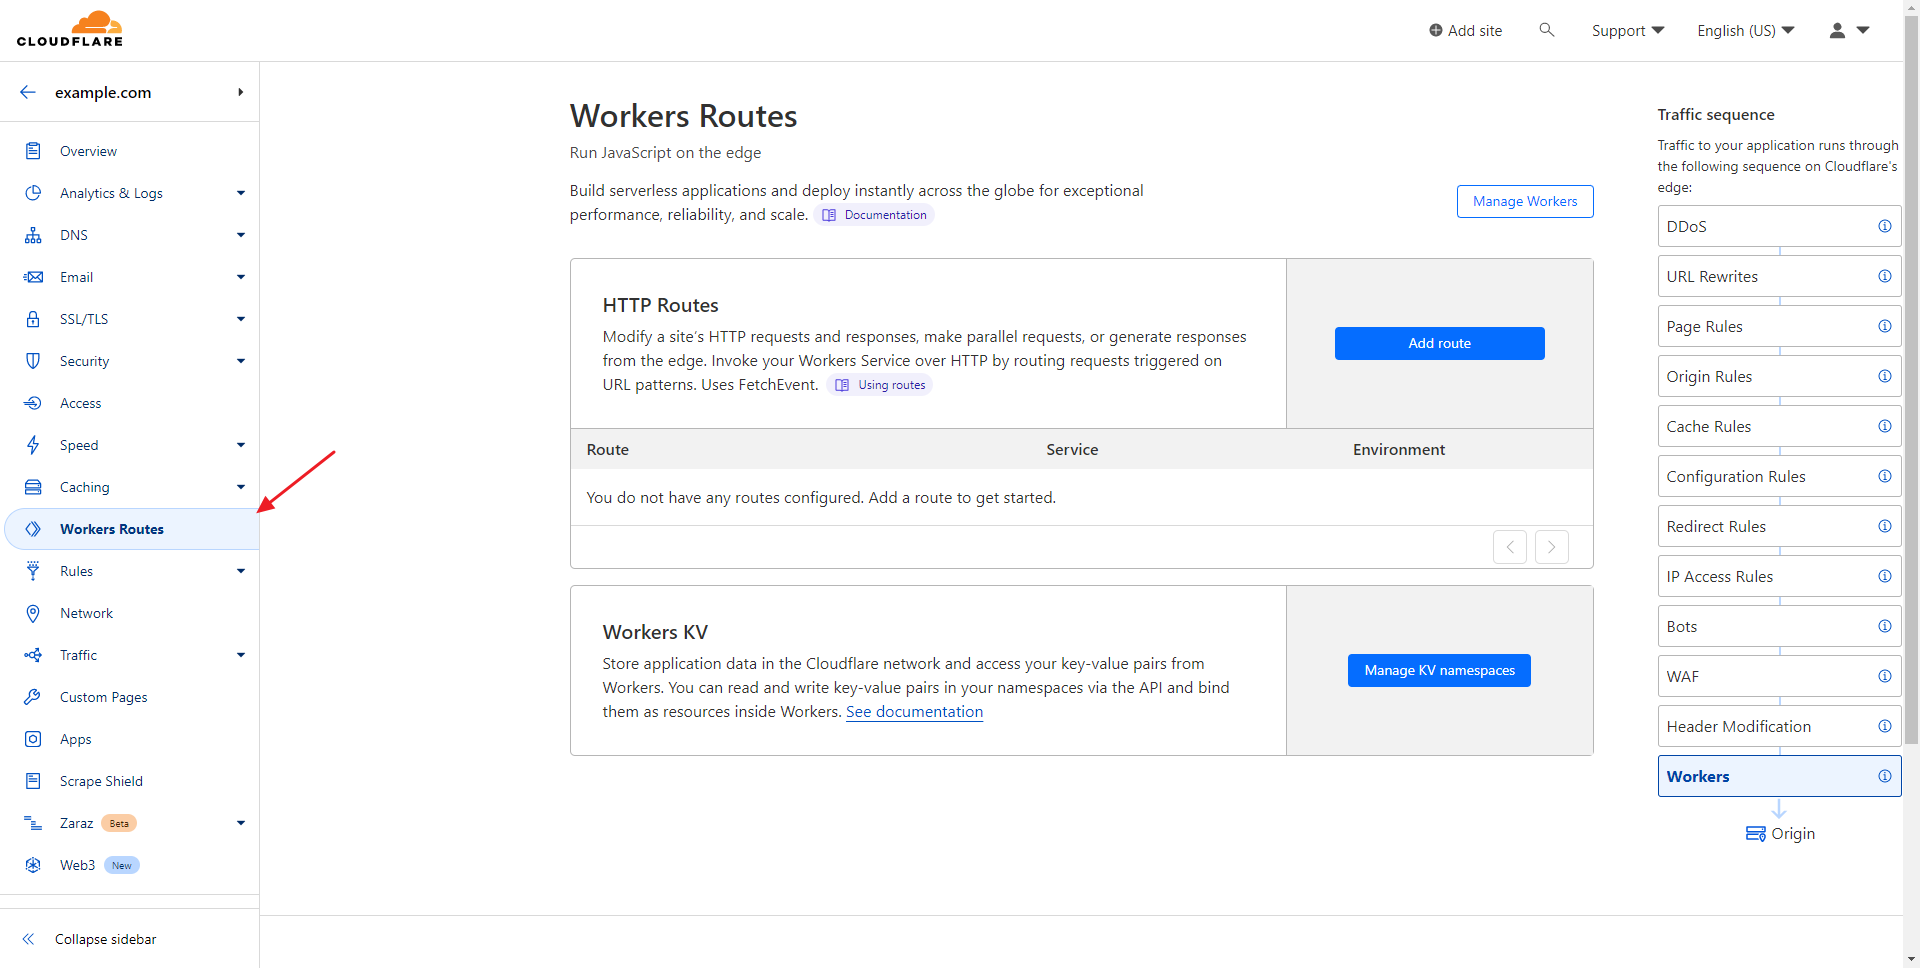 CLOUDFLARE
Add site
Support
English (US)
example.com
Overview
Analytics & Logs
DNS
Email
SSL/TLS
Security
Access
Speed
Caching
Workers Routes
Rules
Network
Traffic
Custom Pages
Apps
Scrape Shield
Zaraz Beta
Web3 New
Collapse sidebar
Workers Routes
Run JavaScript on the edge
Build serverless applications and deploy instantly across the globe for exceptional
performance, reliability, and scale. Documentation
Manage Workers
HTTP Routes
Modify a site's HTTP requests and responses, make parallel requests, or generate responses
from the edge. Invoke your Workers Service over HTTP by routing requests triggered on
URL patterns. Uses FetchEvent. Using routes
Add route
Route Service Environment
You do not have any routes configured. Add a route to get started.
Workers KV
Store application data in the Cloudflare network and access your key-value pairs from
Workers. You can read and write key-value pairs in your namespaces via the API and bind
them as resources inside Workers. See documentation
Manage KV namespaces
Traffic sequence
Traffic to your application runs through
the following sequence on Cloudflare's
edge:
DDoS
URL Rewrites
Page Rules
Origin Rules
Cache Rules
Configuration Rules
Redirect Rules
IP Access Rules
Bots
WAF
Header Modification
Workers
Origin